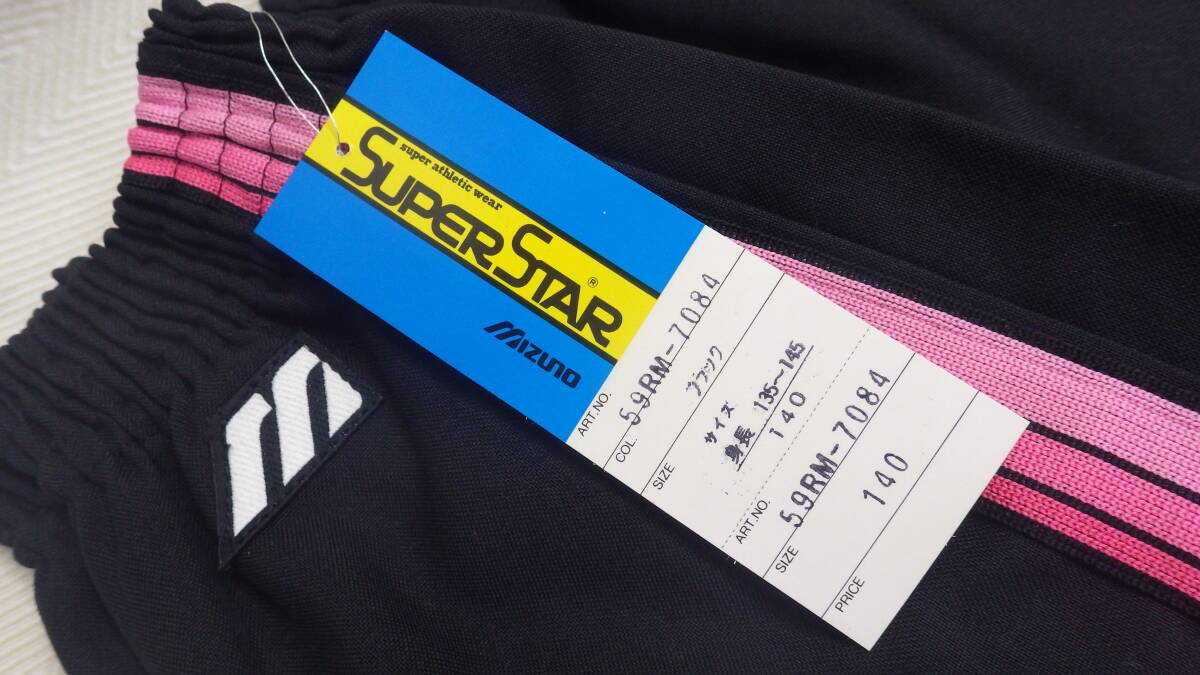 super athletic wear
SUPER STAR®
MIZUNO
ART.NO. 59RM-7084
COL. ブラック
SIZE サイズ
身長 135~145
140
ART.NO. 59RM-7084
SIZE 140
PRICE